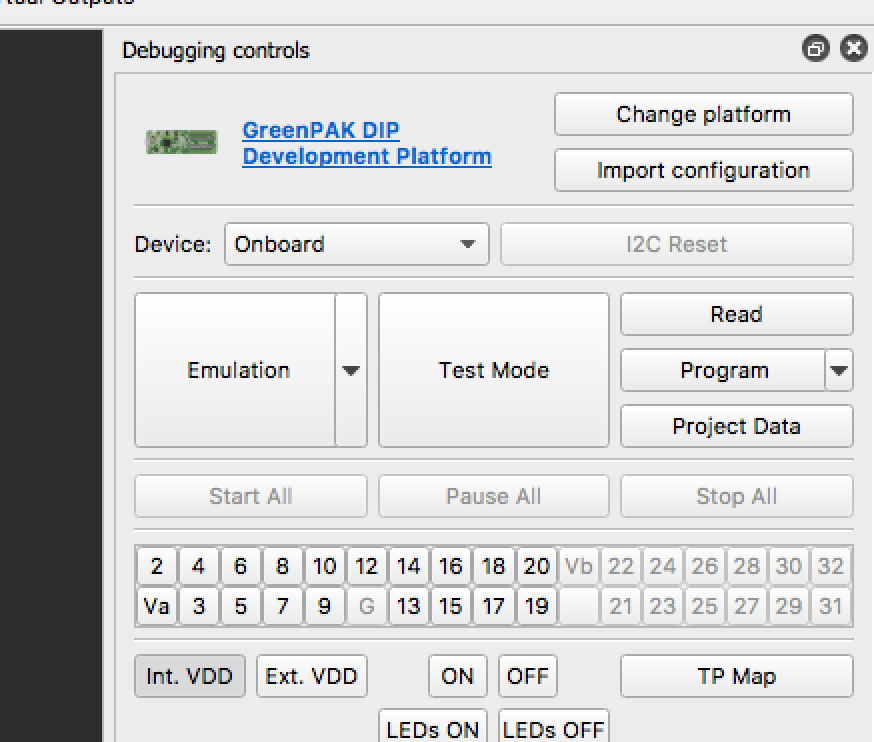 Outputs
Debugging controls
GreenPAK DIP
Development Platform
Change platform
Import configuration
Device: Onboard I2C Reset
Emulation Test Mode
Read
Program
Project Data
Start All Pause All Stop All
2 4 6 8 10 12 14 16 18 20 Vb 22 24 26 28 30 32
Va 3 5 7 9 G 13 15 17 19 21 23 25 27 29 31
Int. VDD Ext. VDD ON OFF TP Map
LEDs ON LEDs OFF